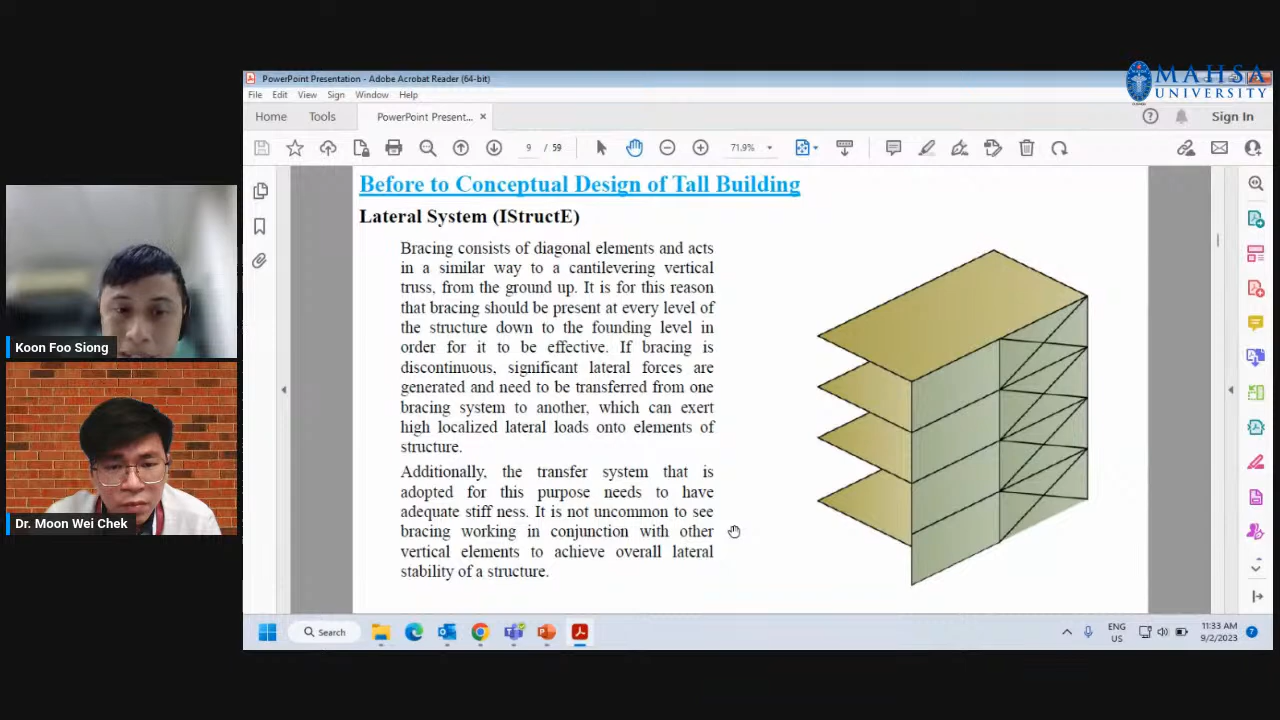 MAHSA
UNIVERSITY
PowerPoint Presentation - Adobe Acrobat Reader (64-bit)
File Edit View Sign Window Help
Home Tools PowerPoint Present... ×
Sign In
9 / 59
71.9%
Before to Conceptual Design of Tall Building
Lateral System (IStructE)
Bracing consists of diagonal elements and acts
in a similar way to a cantilevering vertical
truss, from the ground up. It is for this reason
that bracing should be present at every level of
the structure down to the founding level in
order for it to be effective. If bracing is
discontinuous, significant lateral forces are
generated and need to be transferred from one
bracing system to another, which can exert
high localized lateral loads onto elements of
structure.
Additionally, the transfer system that is
adopted for this purpose needs to have
adequate stiff ness. It is not uncommon to see
bracing working in conjunction with other
vertical elements to achieve overall lateral
stability of a structure.
Koon Foo Siong
Dr. Moon Wei Chek
Search
ENG
US
11:33 AM
9/2/2023
7